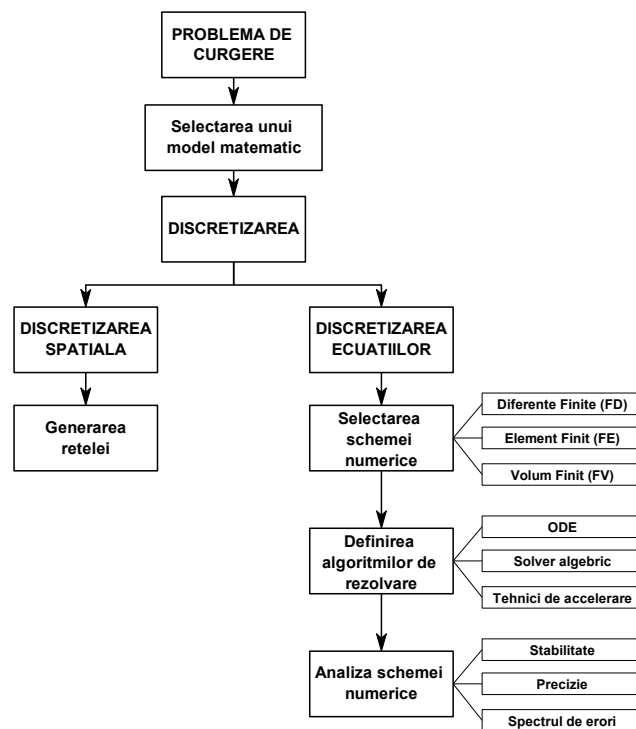 PROBLEMA DE
CURGERE
Selectarea unui
model matematic
DISCRETIZAREA
DISCRETIZAREA
SPATIALA
DISCRETIZAREA
ECUATIILOR
Generarea
retelei
Selectarea
schemei
numerice
Diferente Finite (FD)
Element Finit (FE)
Volum Finit (FV)
Definirea
algoritmilor de
rezolvare
ODE
Solver algebric
Tehnici de accelerare
Analiza schemei
numerice
Stabilitate
Precizie
Spectrul de erori